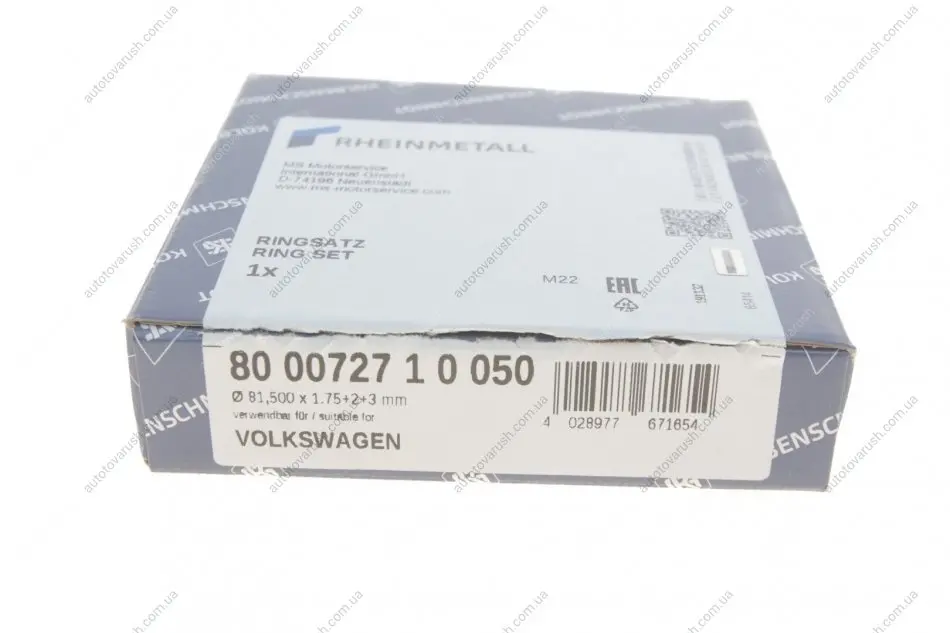 RHEINMETALL
MS Motorservice
International GmbH
D-74196 Neuenstadt
www.ms-motorservice.com
RINGSATZ
RING SET
1x
M22
EAC
80 00727 1 0 050
Ø 81,500 x 1.75+2+3 mm
verwendbar für / suitable for
VOLKSWAGEN
4 028977 671654
KOLBENSCHMIDT
autotovarush.com.ua